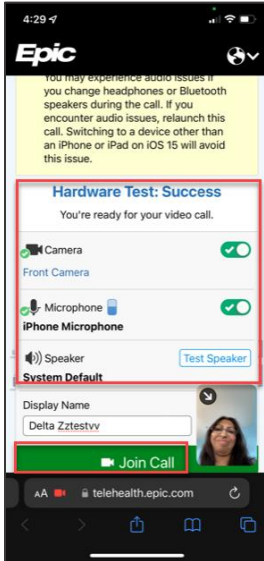 4:29
Epic
You may experience audio issues if
you change headphones or Bluetooth
speakers during the call. If you
encounter audio issues, relaunch this
call. Switching to a device other than
an iPhone or iPad on iOS 15 will avoid
this issue.
Hardware Test: Success
You're ready for your video call.
Camera
Front Camera
Microphone
iPhone Microphone
Speaker
Test Speaker
System Default
Display Name
Delta Zztestvv
Join Call
AA telehealth.epic.com